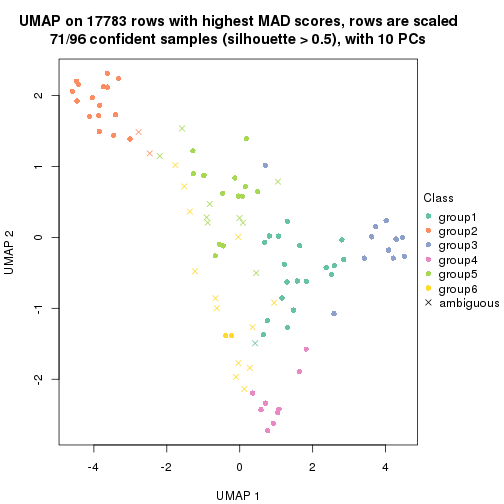 UMAP on 17783 rows with highest MAD scores, rows are scaled
71/96 confident samples (silhouette > 0.5), with 10 PCs
UMAP 2
2
1
0
-1
-2
-4
-2
0
2
4
UMAP 1
Class
group1
group2
group3
group4
group5
group6
ambiguous